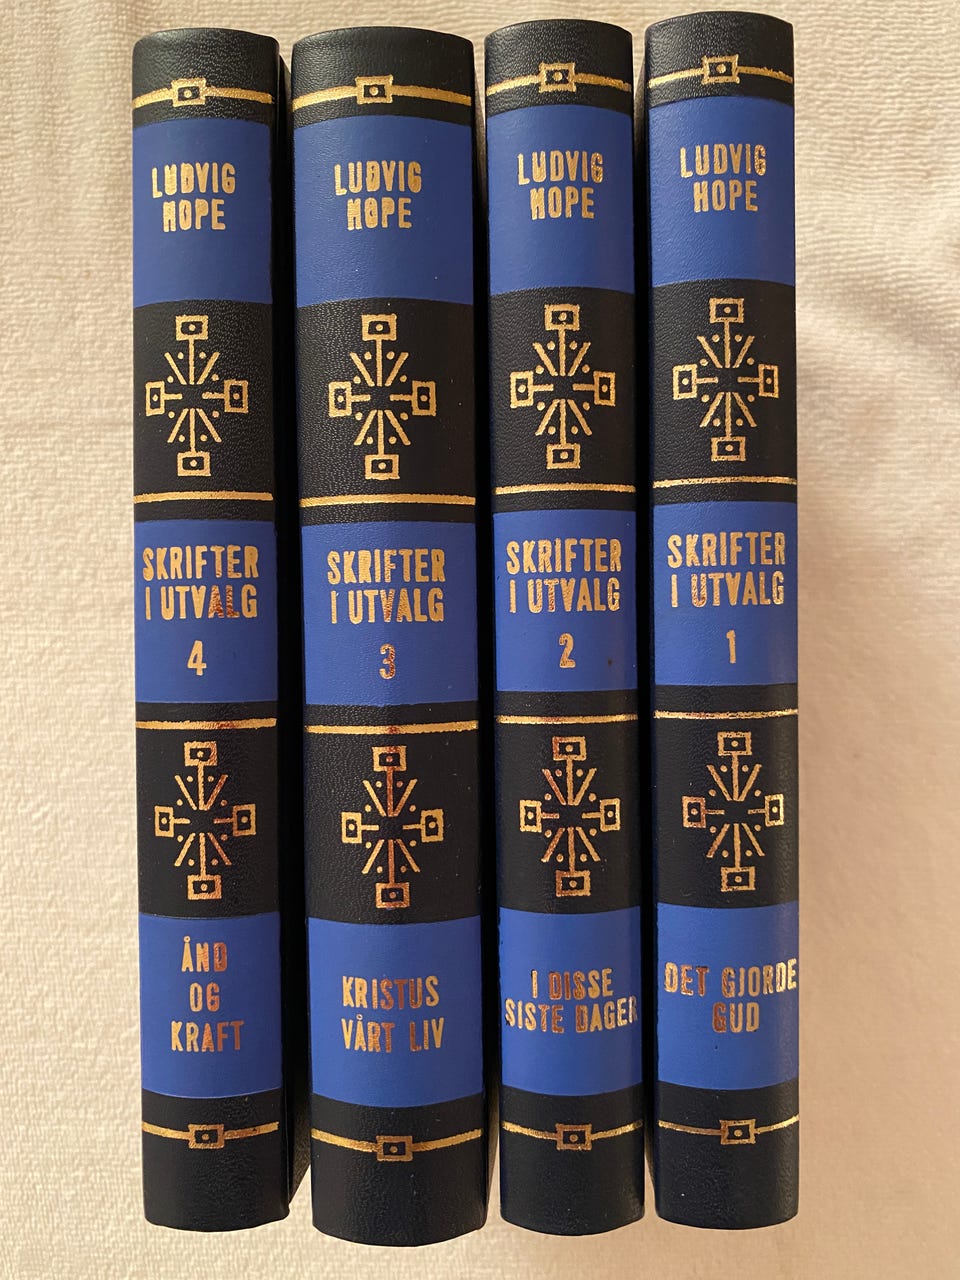 LUDVIG
HOPE
SKRIFTER
I UTVALG
4
ÅND
OG
KRAFT
LUDVIG
HOPE
SKRIFTER
I UTVALG
3
KRISTUS
VÅRT LIV
LUDVIG
HOPE
SKRIFTER
I UTVALG
2
I DISSE
SISTE DAGER
LUDVIG
HOPE
SKRIFTER
I UTVALG
1
DET GJORDE
GUD